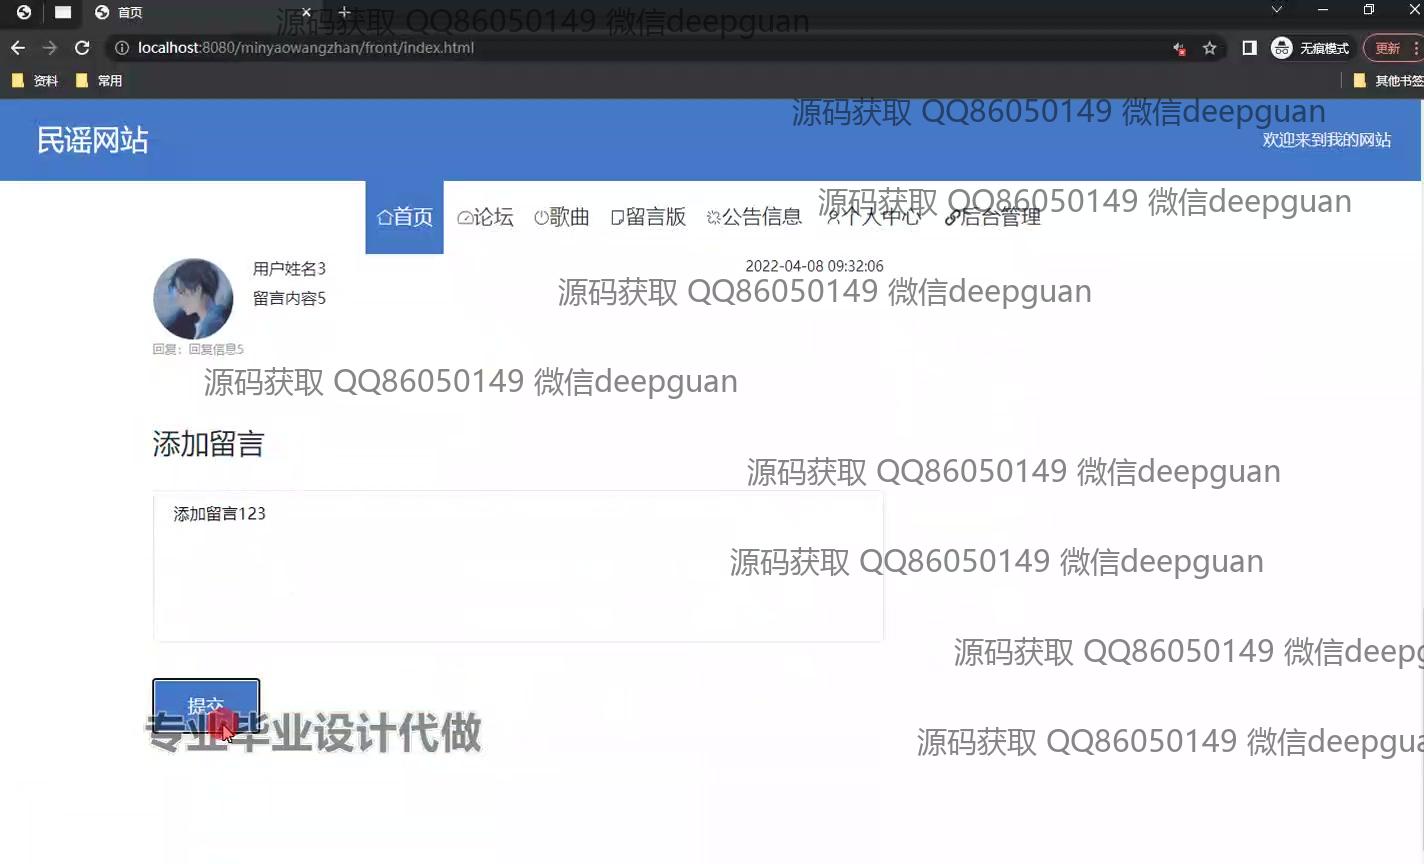 首页
源码获取 QQ86050149 微信deepguan
localhost:8080/minyaowangzhan/front/index.html
无痕模式
更新
资料
常用
其他书签
源码获取 QQ86050149 微信deepguan
民谣网站
欢迎来到我的网站
源码获取 QQ86050149 微信deepguan
首页
论坛
歌曲
留言版
公告信息
个人中心
后台管理
用户姓名3
2022-04-08 09:32:06
留言内容5
源码获取 QQ86050149 微信deepguan
回复：回复信息5
源码获取 QQ86050149 微信deepguan
添加留言
源码获取 QQ86050149 微信deepguan
添加留言123
源码获取 QQ86050149 微信deepguan
源码获取 QQ86050149 微信deepg
提交
专业毕业设计代做
源码获取 QQ86050149 微信deepgua